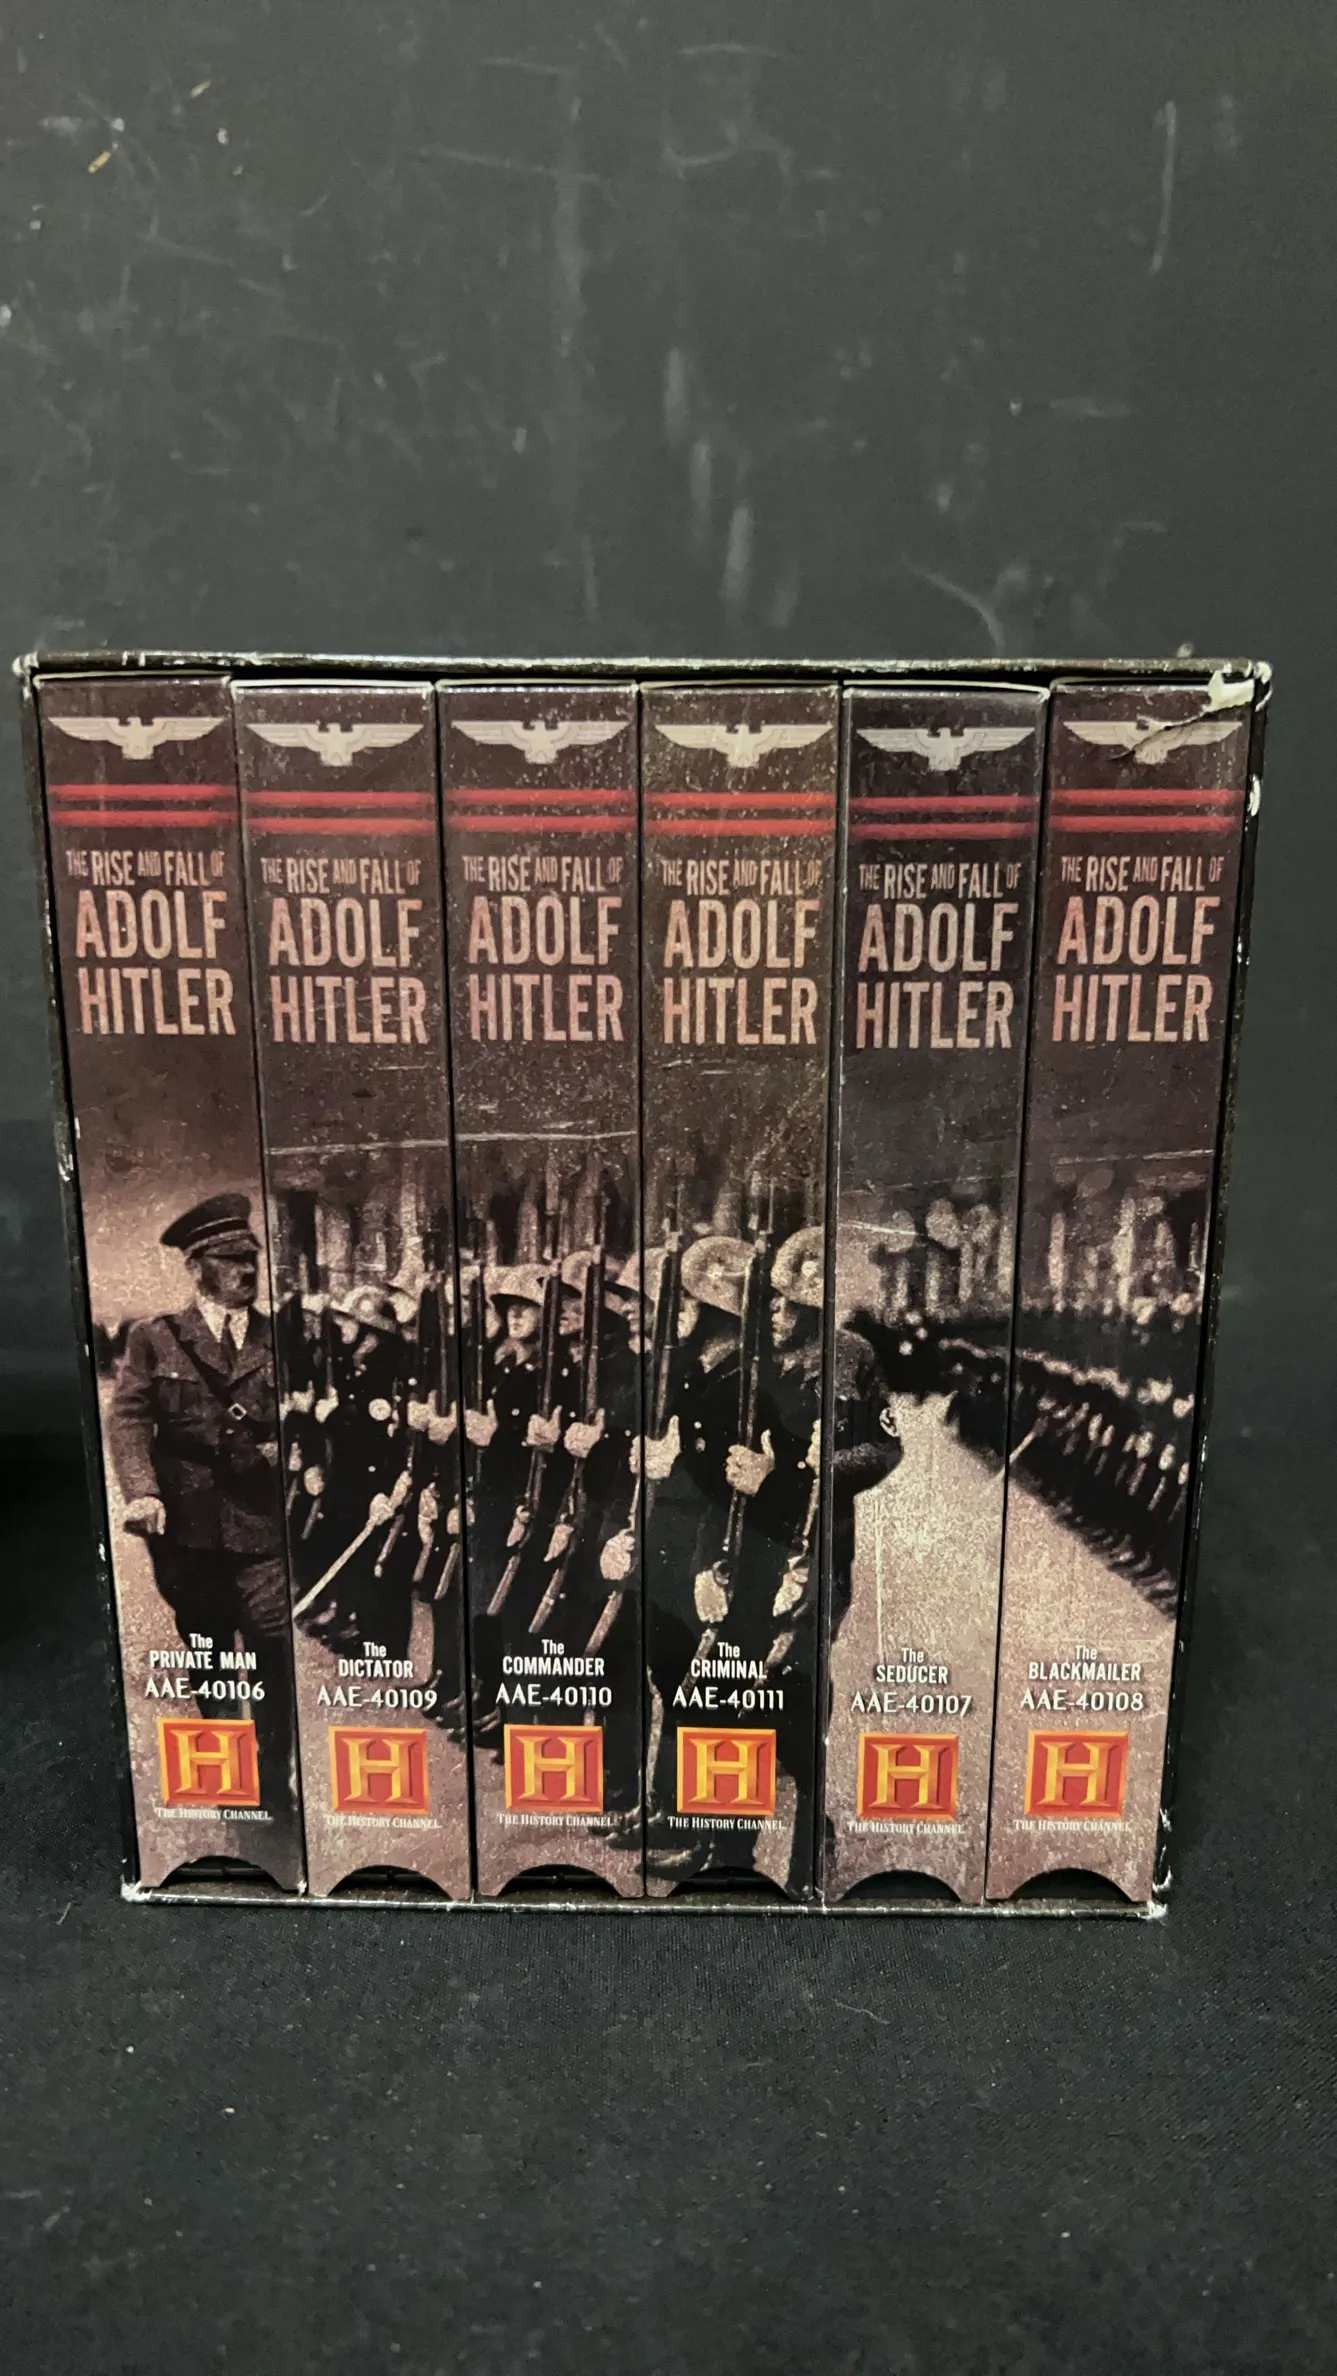 THE RISE AND FALL OF
ADOLF
HITLER
The
PRIVATE MAN
AAE-40106
H
THE HISTORY CHANNEL
THE RISE AND FALL OF
ADOLF
HITLER
The
DICTATOR
AAE-40109
H
THE HISTORY CHANNEL
THE RISE AND FALL OF
ADOLF
HITLER
The
COMMANDER
AAE-40110
H
THE HISTORY CHANNEL
THE RISE AND FALL OF
ADOLF
HITLER
The
CRIMINAL
AAE-40111
H
THE HISTORY CHANNEL
THE RISE AND FALL OF
ADOLF
HITLER
The
SEDUCER
AAE-40107
H
THE HISTORY CHANNEL
THE RISE AND FALL OF
ADOLF
HITLER
The
BLACKMAILER
AAE-40108
H
THE HISTORY CHANNEL